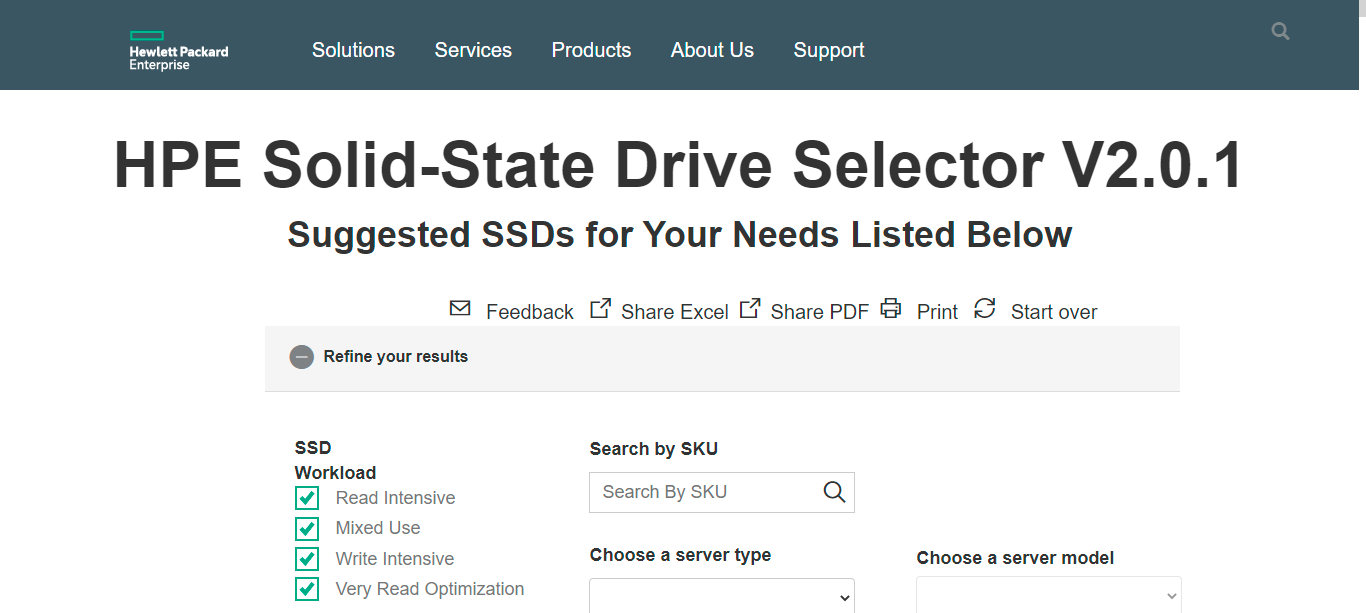 Hewlett Packard
Enterprise
Solutions Services Products About Us Support
HPE Solid-State Drive Selector V2.0.1
Suggested SSDs for Your Needs Listed Below
Feedback Share Excel Share PDF Print Start over
Refine your results
SSD
Workload
Read Intensive
Mixed Use
Write Intensive
Very Read Optimization
Search by SKU
Search By SKU
Choose a server type
Choose a server model